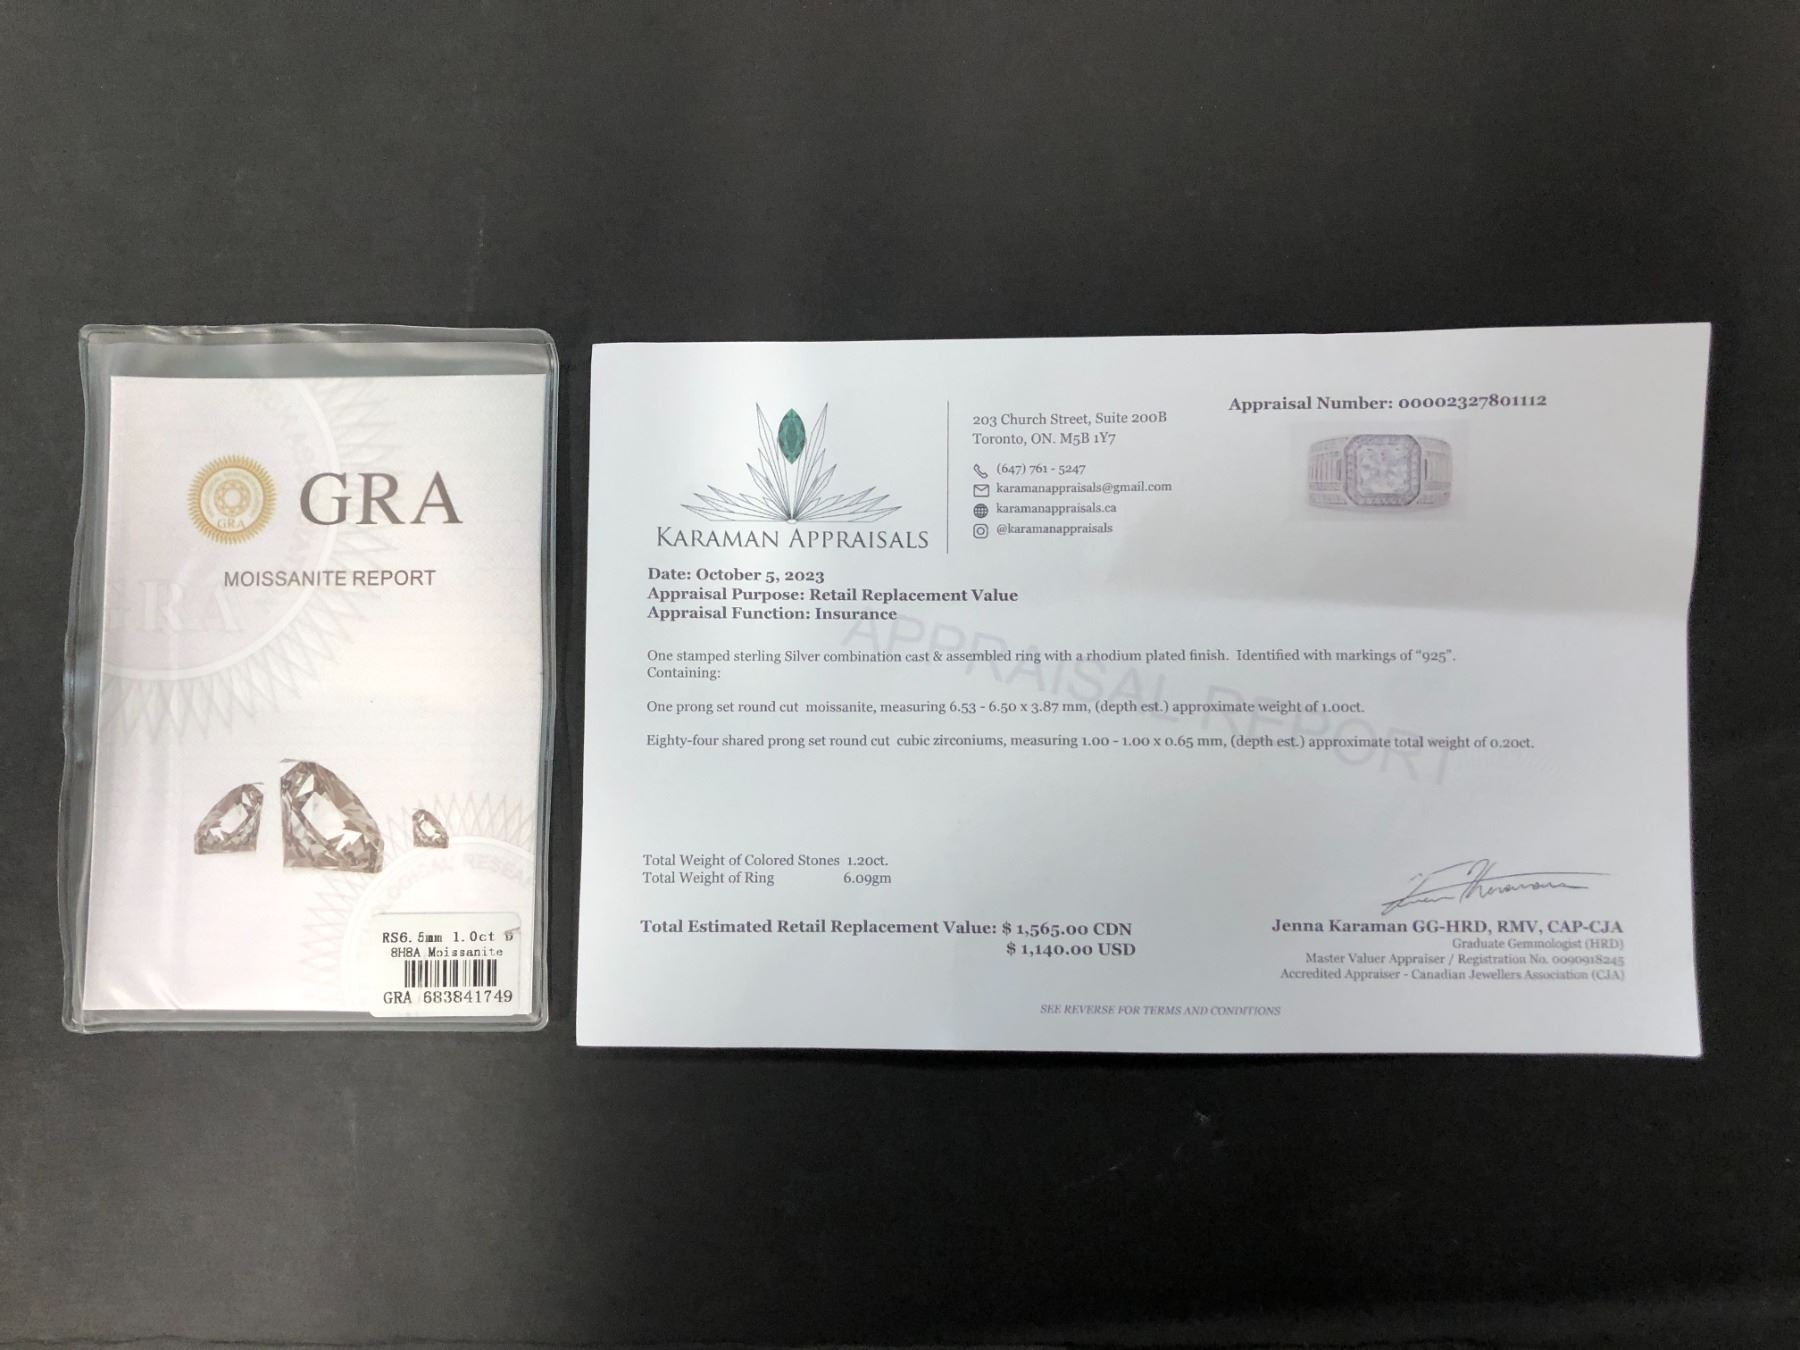 GRA
GRA
MOISSANITE REPORT
RS6.5mm 1.0ct D
8H8A Moissanite
GRA 683841749
KARAMAN APPRAISALS
203 Church Street, Suite 200B
Toronto, ON. M5B 1Y7
(647) 761 - 5247
karamanappraisals@gmail.com
karamanappraisals.ca
@karamanappraisals
Appraisal Number: 00002327801112
Date: October 5, 2023
Appraisal Purpose: Retail Replacement Value
Appraisal Function: Insurance
APPRAISAL REPORT
One stamped sterling Silver combination cast & assembled ring with a rhodium plated finish. Identified with markings of “925”.
Containing:
One prong set round cut moissanite, measuring 6.53 - 6.50 x 3.87 mm, (depth est.) approximate weight of 1.00ct.
Eighty-four shared prong set round cut cubic zirconiums, measuring 1.00 - 1.00 x 0.65 mm, (depth est.) approximate total weight of 0.20ct.
Total Weight of Colored Stones 1.20ct.
Total Weight of Ring 6.09gm
Total Estimated Retail Replacement Value: $ 1,565.00 CDN
$ 1,140.00 USD
Jenna Karaman GG-HRD, RMV, CAP-CJA
Graduate Gemmologist (HRD)
Master Valuer Appraiser / Registration No. 0090918245
Accredited Appraiser - Canadian Jewellers Association (CJA)
SEE REVERSE FOR TERMS AND CONDITIONS